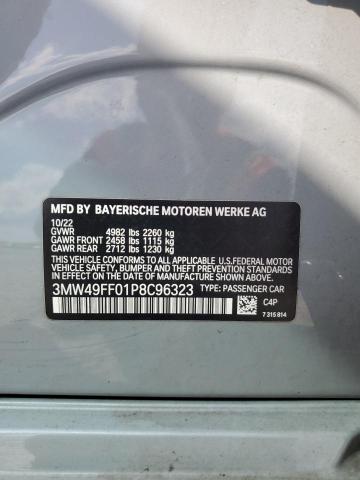 MFD BY BAYERISCHE MOTOREN WERKE AG
10/22
GVWR 4982 lbs 2260 kg
GAWR FRONT 2458 lbs 1115 kg
GAWR REAR 2712 lbs 1230 kg
THIS VEHICLE CONFORMS TO ALL APPLICABLE U.S.FEDERAL MOTOR
VEHICLE SAFETY, BUMPER, AND THEFT PREVENTION STANDARDS
IN EFFECT ON THE DATE OF MANUFACTURE SHOWN ABOVE.
3MW49FF01P8C96323 TYPE: PASSENGER CAR
C4P
7 315 814